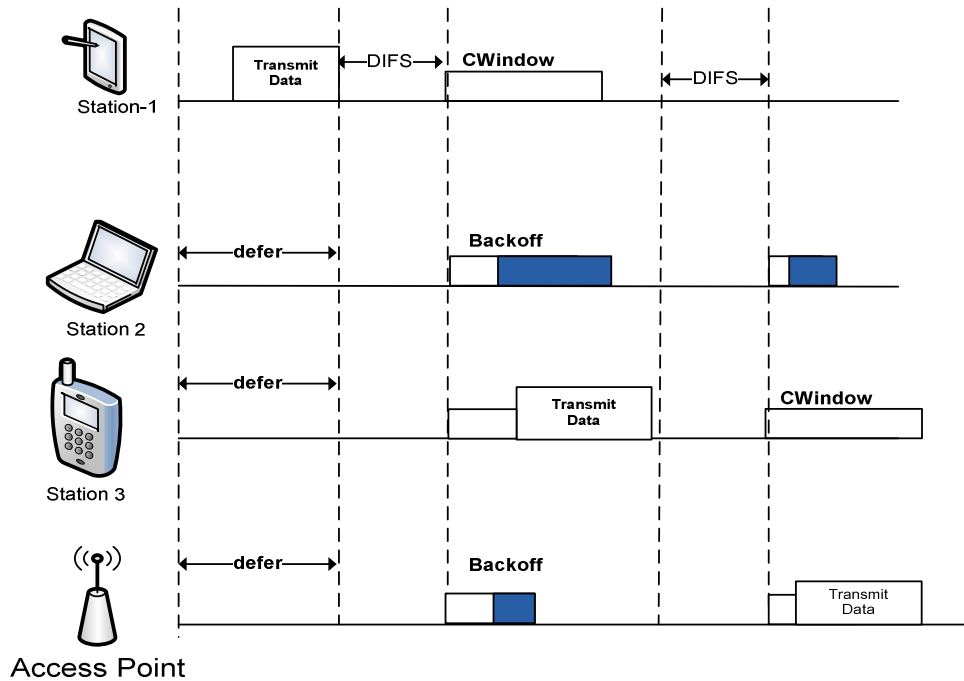 Transmit
Data
DIFS
CWindow
DIFS
Station-1
defer
Backoff
Station 2
defer
Transmit
Data
CWindow
Station 3
defer
Backoff
Transmit
Data
Access Point